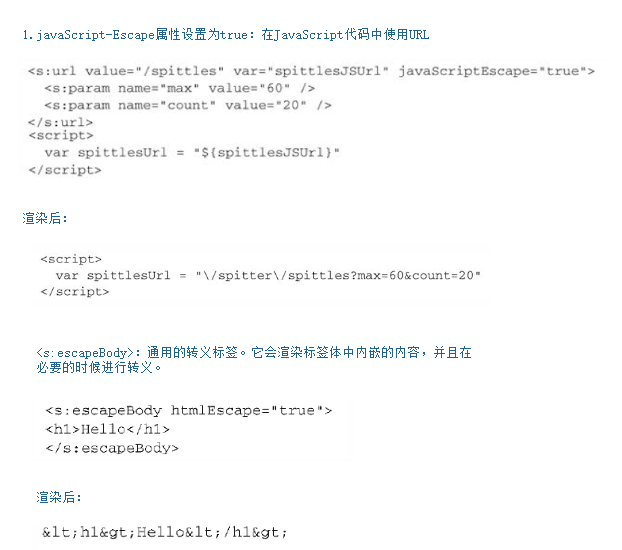 1.javaScript-Escape属性设置为true：在JavaScript代码中使用URL
<s:url value="/spittles" var="spittlesJSUrl" javaScriptEscape="true">
<s:param name="max" value="60" />
<s:param name="count" value="20" />
</s:url>
<script>
var spittlesUrl = "${spittlesJSUrl}"
</script>
渲染后：
<script>
var spittlesUrl = "\/spitter\/spittles?max=60&count=20"
</script>
<s:escapeBody>：通用的转义标签。它会渲染标签体中内嵌的内容，并且在
必要的时候进行转义。
<s:escapeBody htmlEscape="true">
<h1>Hello</h1>
</s:escapeBody>
渲染后：
&lt;h1&gt;Hello&lt;/h1&gt;